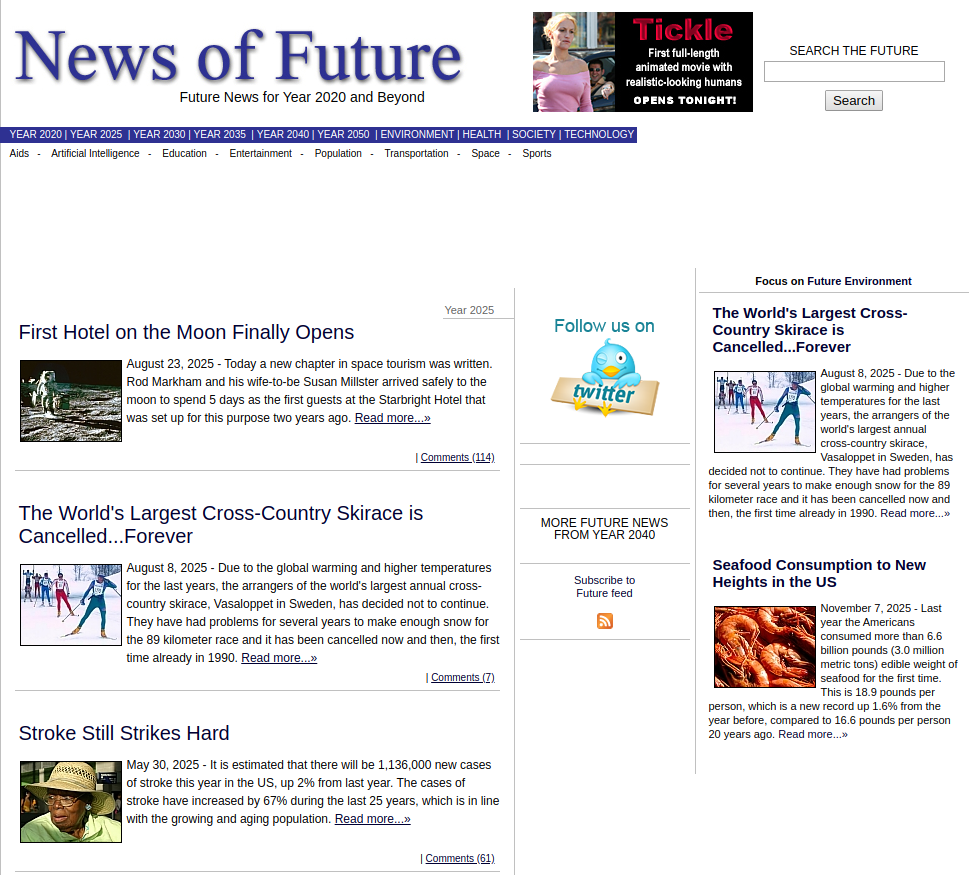 News of Future
Future News for Year 2020 and Beyond
Tickle
First full-length
animated movie with
realistic-looking humans
OPENS TONIGHT!
SEARCH THE FUTURE
Search
YEAR 2020 | YEAR 2025 | YEAR 2030 | YEAR 2035 | YEAR 2040 | YEAR 2050 | ENVIRONMENT | HEALTH | SOCIETY | TECHNOLOGY
Aids - Artificial Intelligence - Education - Entertainment - Population - Transportation - Space - Sports
Year 2025
First Hotel on the Moon Finally Opens
August 23, 2025 - Today a new chapter in space tourism was written.
Rod Markham and his wife-to-be Susan Millster arrived safely to the
moon to spend 5 days as the first guests at the Starbright Hotel that
was set up for this purpose two years ago. Read more...»
| Comments (114)
The World's Largest Cross-Country Skirace is
Cancelled...Forever
August 8, 2025 - Due to the global warming and higher temperatures
for the last years, the arrangers of the world's largest annual cross-
country skirace, Vasaloppet in Sweden, has decided not to continue.
They have had problems for several years to make enough snow for
the 89 kilometer race and it has been cancelled now and then, the first
time already in 1990. Read more...»
| Comments (7)
Stroke Still Strikes Hard
May 30, 2025 - It is estimated that there will be 1,136,000 new cases
of stroke this year in the US, up 2% from last year. The cases of
stroke have increased by 67% during the last 25 years, which is in line
with the growing and aging population. Read more...»
| Comments (61)
Follow us on
twitter
MORE FUTURE NEWS
FROM YEAR 2040
Subscribe to
Future feed
Focus on Future Environment
The World's Largest Cross-
Country Skirace is
Cancelled...Forever
August 8, 2025 - Due to the
global warming and higher
temperatures for the last
years, the arrangers of the
world's largest annual
cross-country skirace,
Vasaloppet in Sweden, has
decided not to continue. They have had problems
for several years to make enough snow for the 89
kilometer race and it has been cancelled now and
then, the first time already in 1990. Read more...»
Seafood Consumption to New
Heights in the US
November 7, 2025 - Last
year the Americans
consumed more than 6.6
billion pounds (3.0 million
metric tons) edible weight of
seafood for the first time.
This is 18.9 pounds per
person, which is a new record up 1.6% from the
year before, compared to 16.6 pounds per person
20 years ago. Read more...»